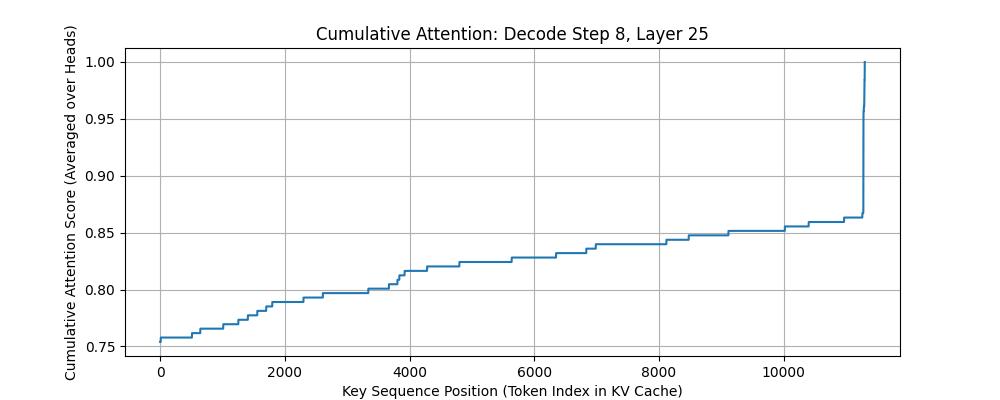 Cumulative Attention: Decode Step 8, Layer 25
Cumulative Attention Score (Averaged over Heads)
1.00
0.95
0.90
0.85
0.80
0.75
0 2000 4000 6000 8000 10000
Key Sequence Position (Token Index in KV Cache)